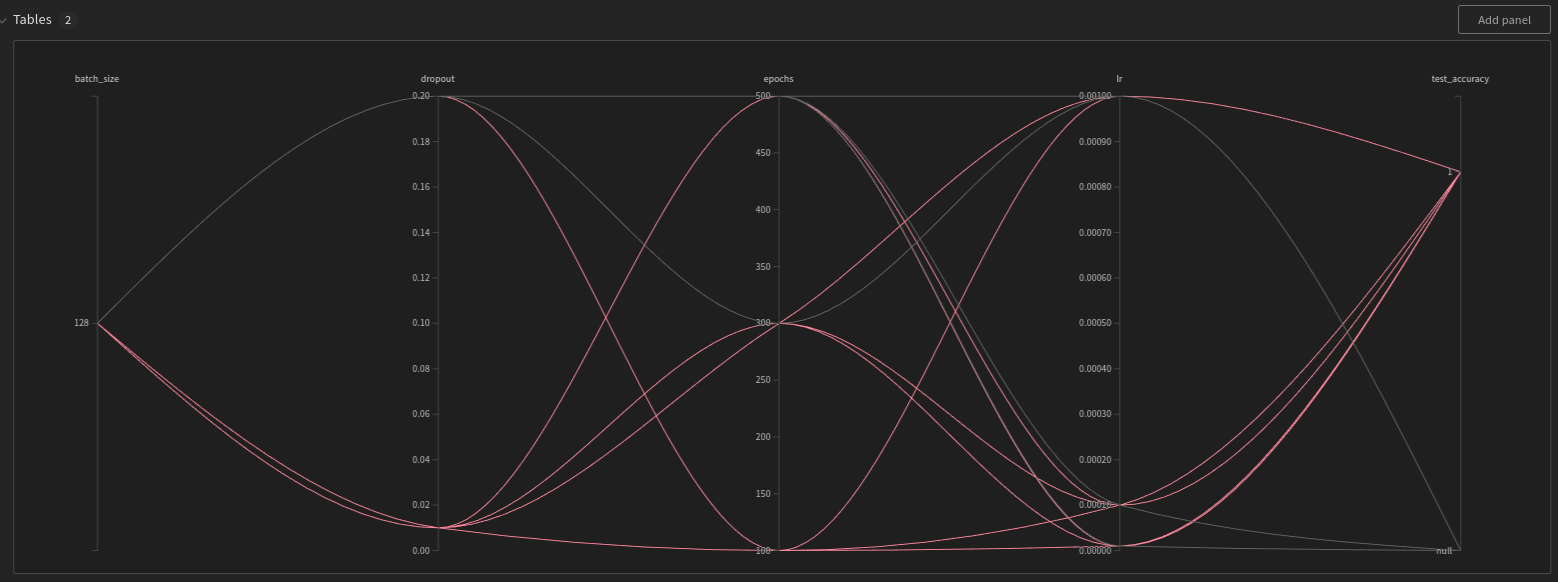 Tables 2
Add panel
batch_size dropout epochs lr test_accuracy
0.20 500 0.00100
0.18 0.00090
450
1
0.16 0.00080
400
0.14 0.00070
350
0.12 0.00060
128 0.10 300 0.00050
0.08 250 0.00040
0.06 0.00030
200
0.04 0.00020
150
0.02 0.00010
0.00 100 0.00000 null